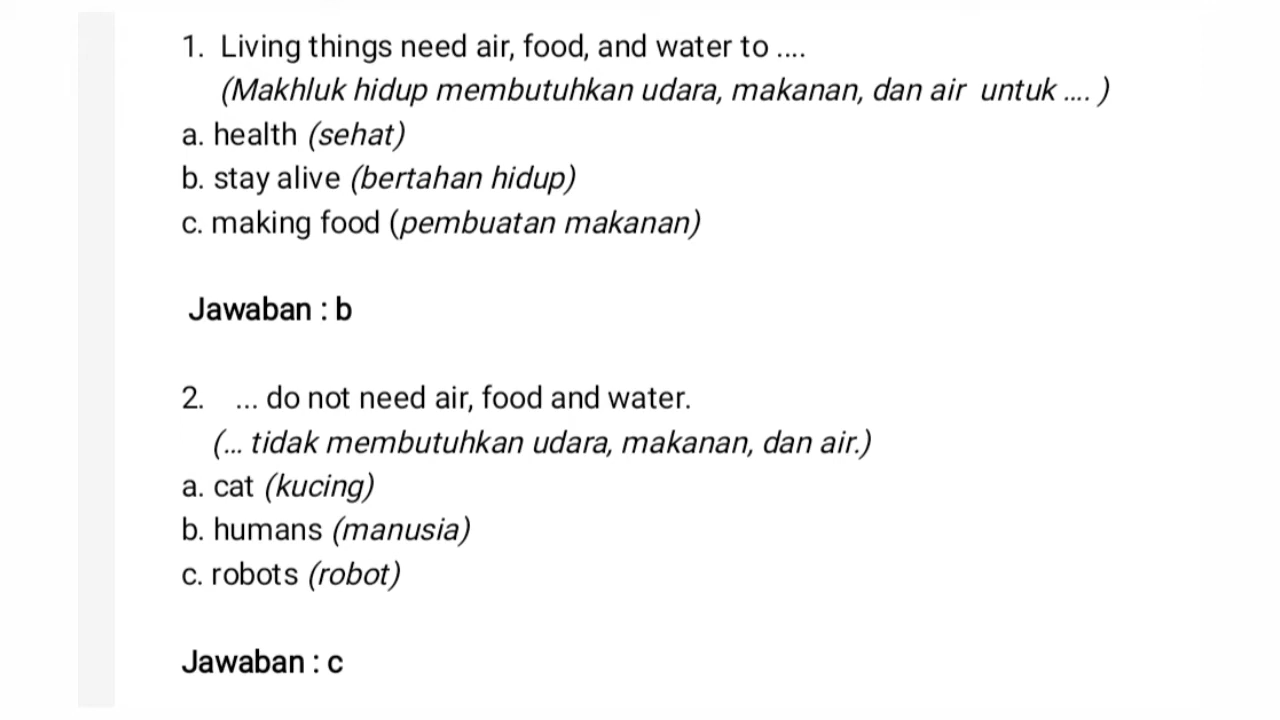 1. Living things need air, food, and water to ....
(Makhluk hidup membutuhkan udara, makanan, dan air untuk .... )
a. health (sehat)
b. stay alive (bertahan hidup)
c. making food (pembuatan makanan)
Jawaban : b
2. ... do not need air, food and water.
(... tidak membutuhkan udara, makanan, dan air.)
a. cat (kucing)
b. humans (manusia)
c. robots (robot)
Jawaban : c